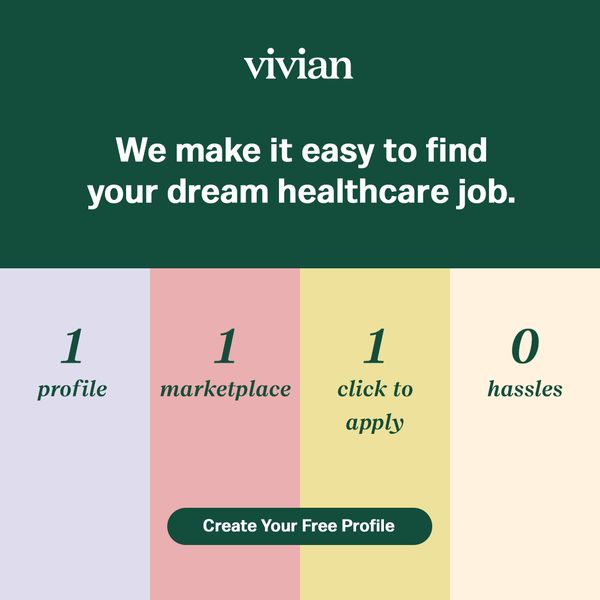 vivian
We make it easy to find
your dream healthcare job.
1
profile
1
marketplace
1
click to
apply
0
hassles
Create Your Free Profile